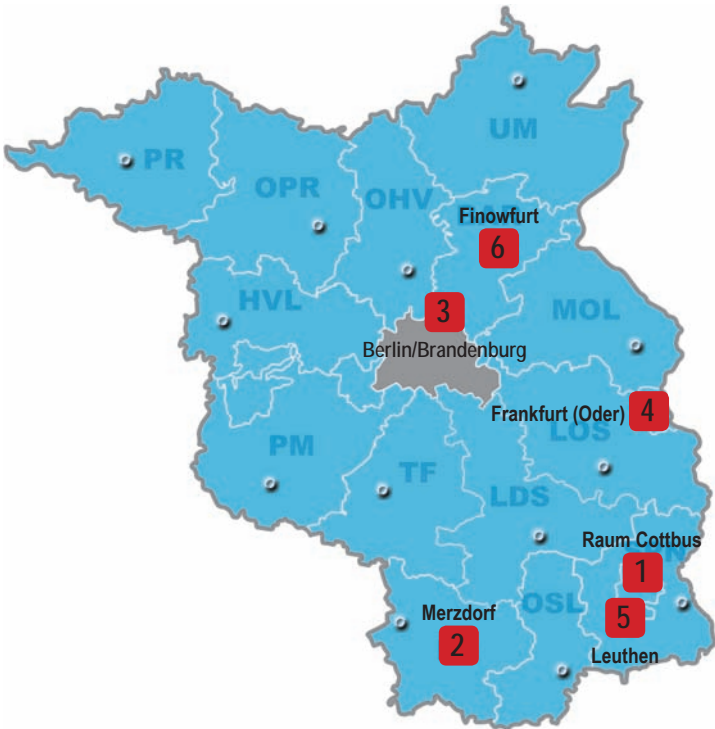 UM
PR
OPR
OHV
Finowfurt
6
HVL
3
MOL
Berlin/Brandenburg
Frankfurt (Oder)
4
LOS
PM
TF
LDS
Raum Cottbus
1
OSL
Merzdorf
5
2
Leuthen